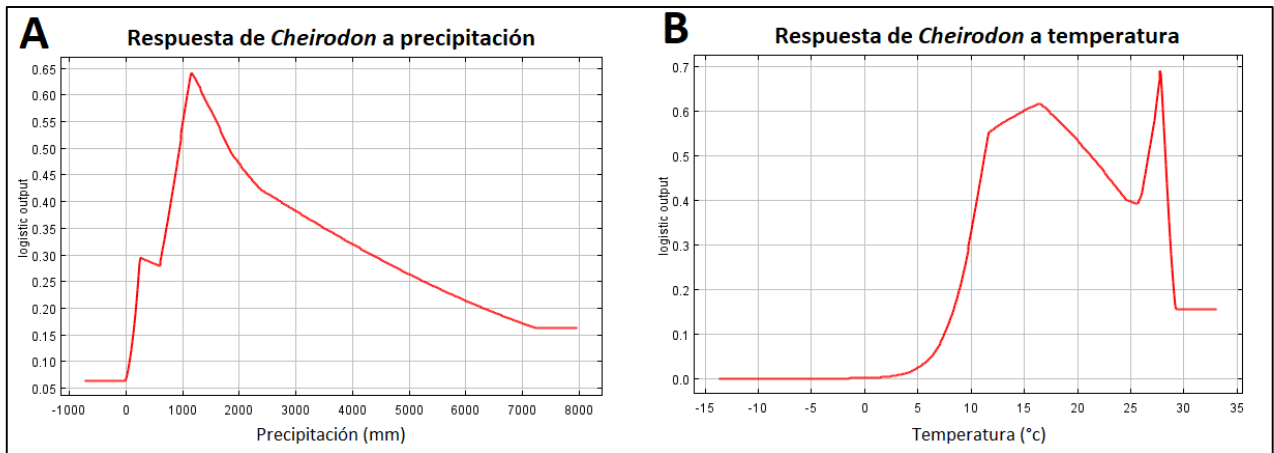 A
Respuesta de Cheirodon a precipitación
0.65
0.60
0.55
0.50
0.45
0.40
0.35
0.30
0.25
0.20
0.15
0.10
0.05
logistic output
-1000 0 1000 2000 3000 4000 5000 6000 7000 8000
Precipitación (mm)
B
Respuesta de Cheirodon a temperatura
0.7
0.6
0.5
0.4
0.3
0.2
0.1
0.0
logistic output
-15 -10 -5 0 5 10 15 20 25 30 35
Temperatura (°c)